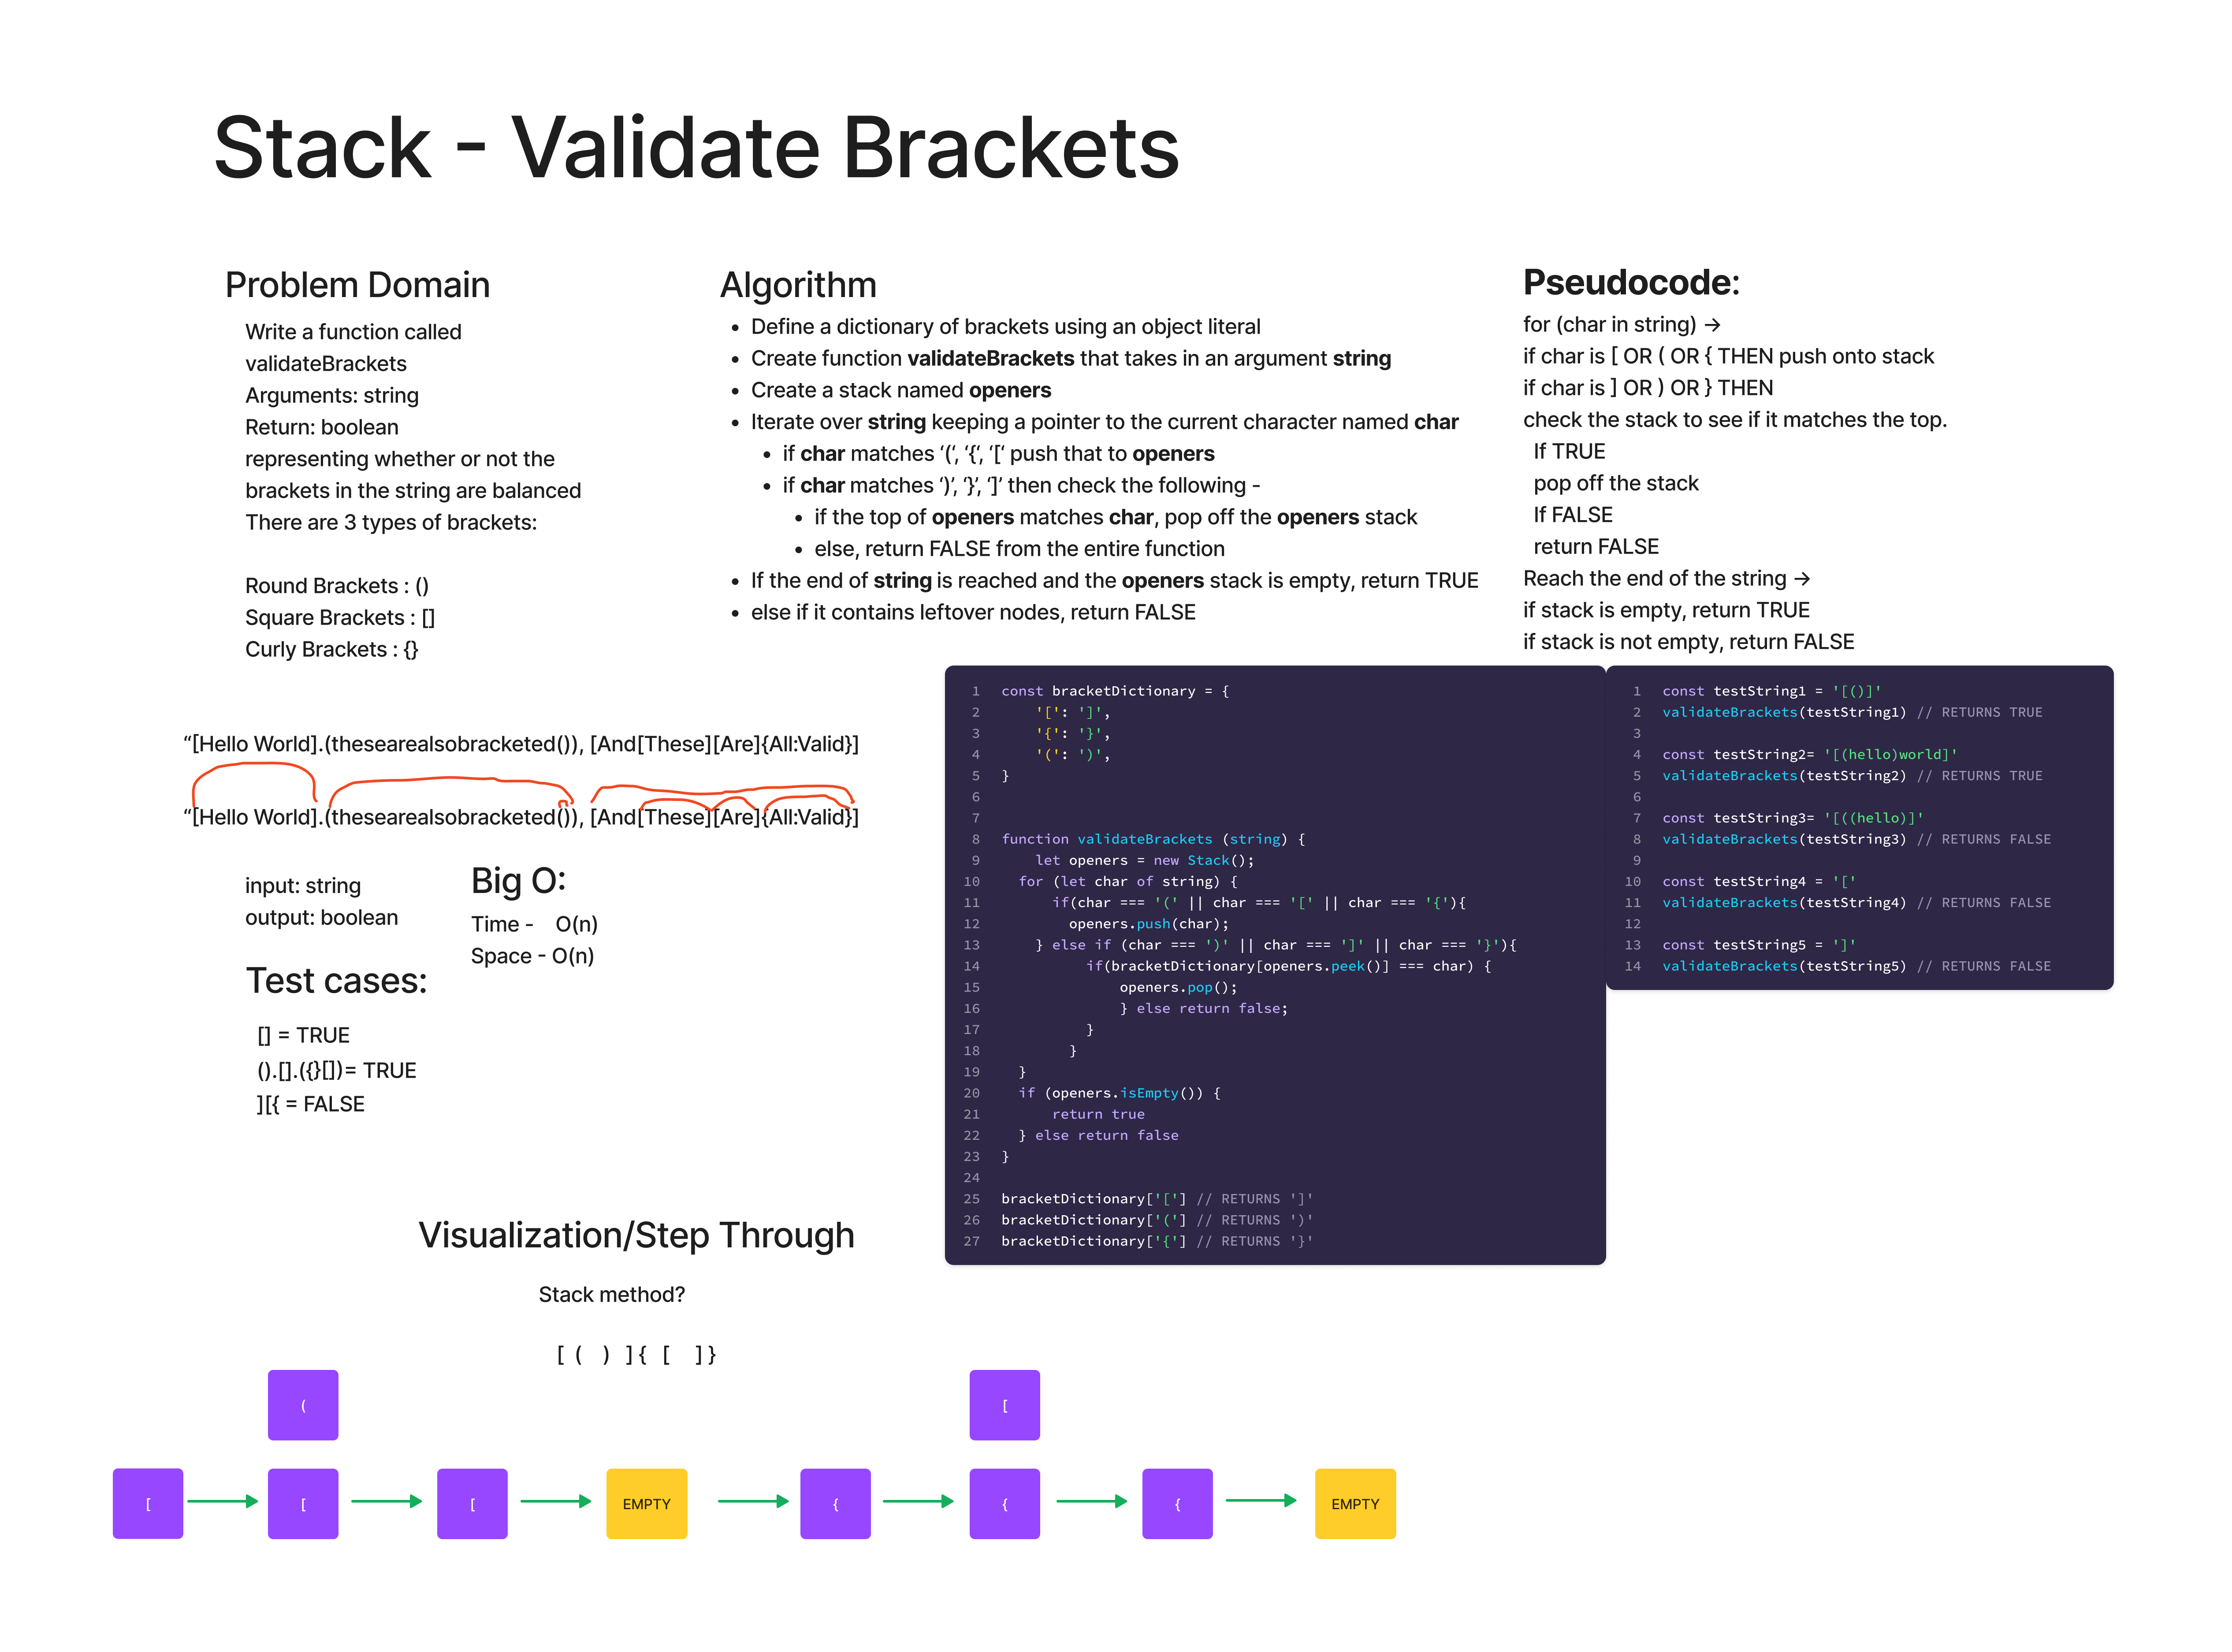 Stack - Validate Brackets
Problem Domain
Write a function called
validateBrackets
Arguments: string
Return: boolean
representing whether or not the
brackets in the string are balanced
There are 3 types of brackets:
Round Brackets : ()
Square Brackets : []
Curly Brackets : {}
Algorithm
• Define a dictionary of brackets using an object literal
• Create function validateBrackets that takes in an argument string
• Create a stack named openers
• Iterate over string keeping a pointer to the current character named char
• if char matches ‘(‘, ‘{‘, ‘[‘ push that to openers
• if char matches ‘)’, ‘}’, ‘]’ then check the following -
• if the top of openers matches char, pop off the openers stack
• else, return FALSE from the entire function
• If the end of string is reached and the openers stack is empty, return TRUE
• else if it contains leftover nodes, return FALSE
Pseudocode:
for (char in string) →
if char is [ OR ( OR { THEN push onto stack
if char is ] OR ) OR } THEN
check the stack to see if it matches the top.
If TRUE
pop off the stack
If FALSE
return FALSE
Reach the end of the string →
if stack is empty, return TRUE
if stack is not empty, return FALSE
“[Hello World].(thesearealsobracketed()), [And[These][Are]{All:Valid}]
“[Hello World].(thesearealsobracketed()), [And[These][Are]{All:Valid}]
input: string
output: boolean
Big O:
Time - O(n)
Space - O(n)
Test cases:
[] = TRUE
().[].({}[])= TRUE
][{ = FALSE
1 const bracketDictionary = {
2 '[': ']',
3 '{': '}',
4 '(': ')',
5 }
6
7
8 function validateBrackets (string) {
9 let openers = new Stack();
10 for (let char of string) {
11 if(char === '(' || char === '[' || char === '{'){
12 openers.push(char);
13 } else if (char === ')' || char === ']' || char === '}'){
14 if(bracketDictionary[openers.peek()] === char) {
15 openers.pop();
16 } else return false;
17 }
18 }
19 }
20 if (openers.isEmpty()) {
21 return true
22 } else return false
23 }
24
25 bracketDictionary['['] // RETURNS ']'
26 bracketDictionary['('] // RETURNS ')'
27 bracketDictionary['{'] // RETURNS '}'
1 const testString1 = '[()]'
2 validateBrackets(testString1) // RETURNS TRUE
3
4 const testString2= '[(hello)world]'
5 validateBrackets(testString2) // RETURNS TRUE
6
7 const testString3= '[((hello)]'
8 validateBrackets(testString3) // RETURNS FALSE
9
10 const testString4 = '['
11 validateBrackets(testString4) // RETURNS FALSE
12
13 const testString5 = ']'
14 validateBrackets(testString5) // RETURNS FALSE
Visualization/Step Through
Stack method?
[ ( ) ] { [ ] }
( [
[ [ [ EMPTY { { { EMPTY